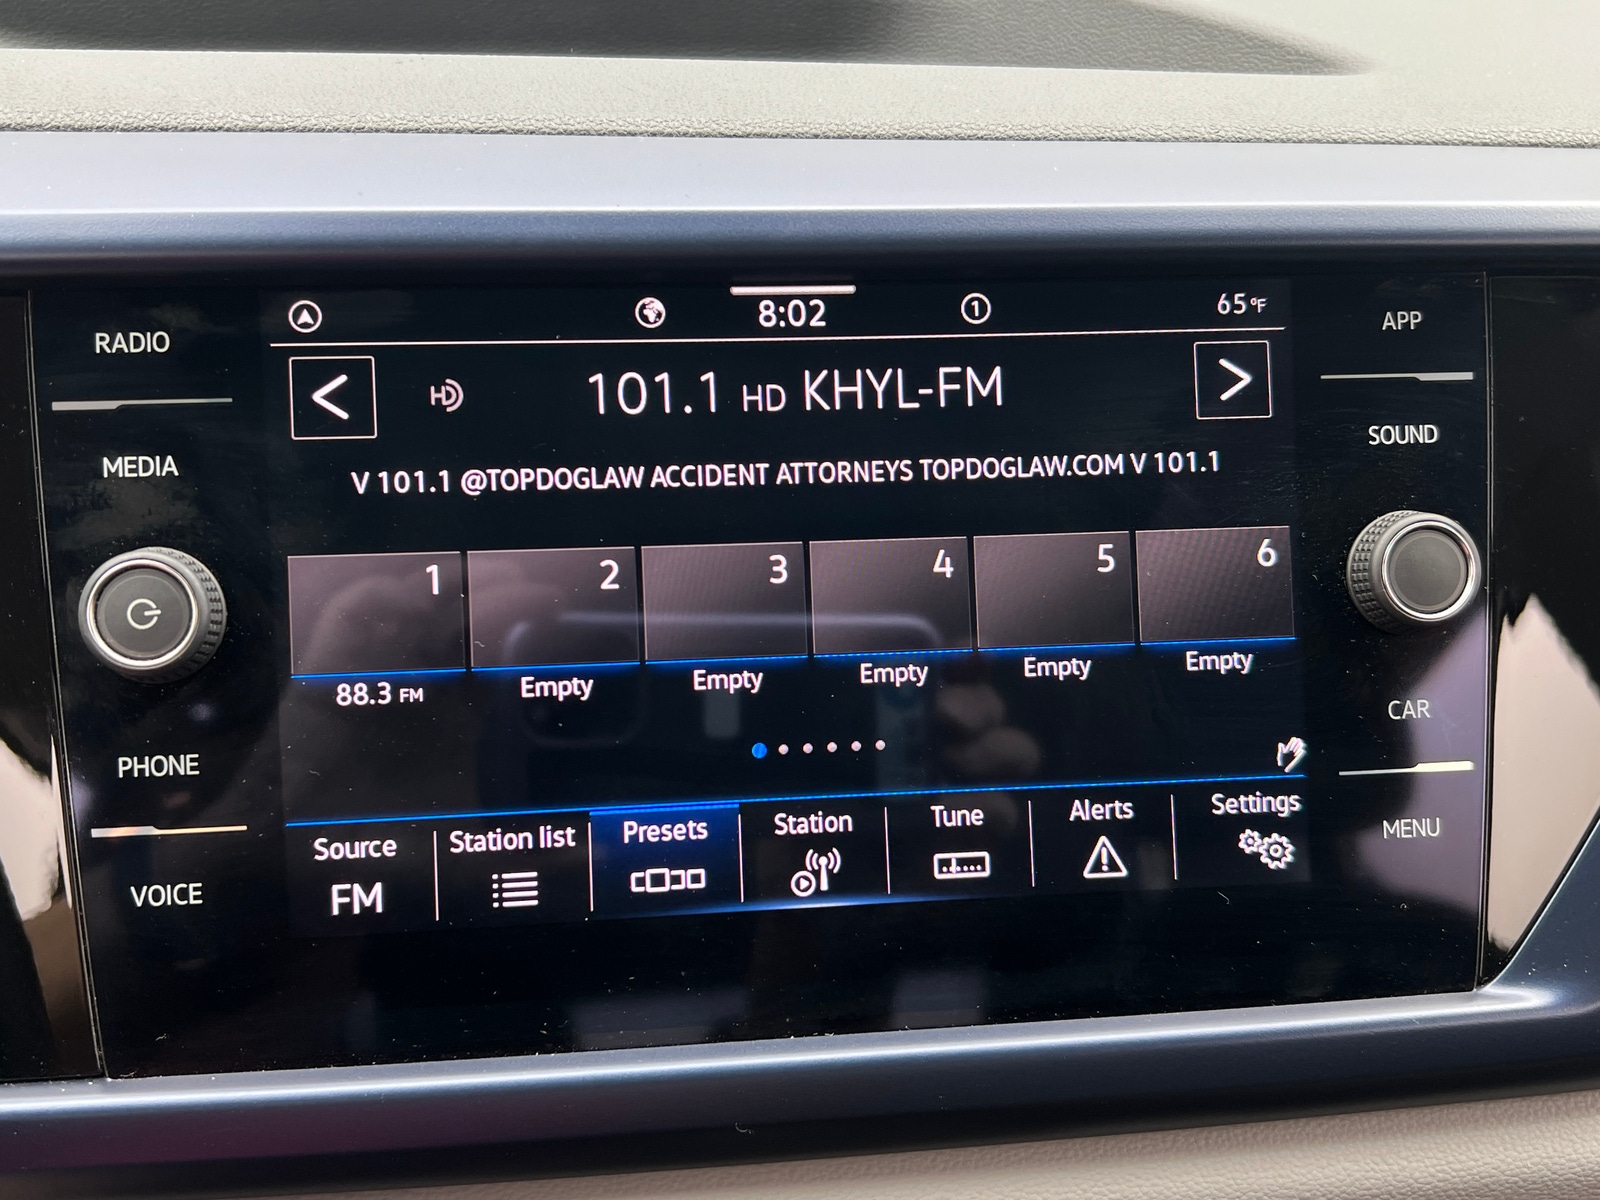 8:02
1
65°F
RADIO
MEDIA
PHONE
VOICE
<
HD
101.1 HD KHYL-FM
>
V 101.1 @TOPDOGLAW ACCIDENT ATTORNEYS TOPDOGLAW.COM V 101.1
1
2
3
4
5
6
88.3 FM
Empty
Empty
Empty
Empty
Empty
Source
FM
Station list
Presets
Station
Tune
Alerts
Settings
APP
SOUND
CAR
MENU